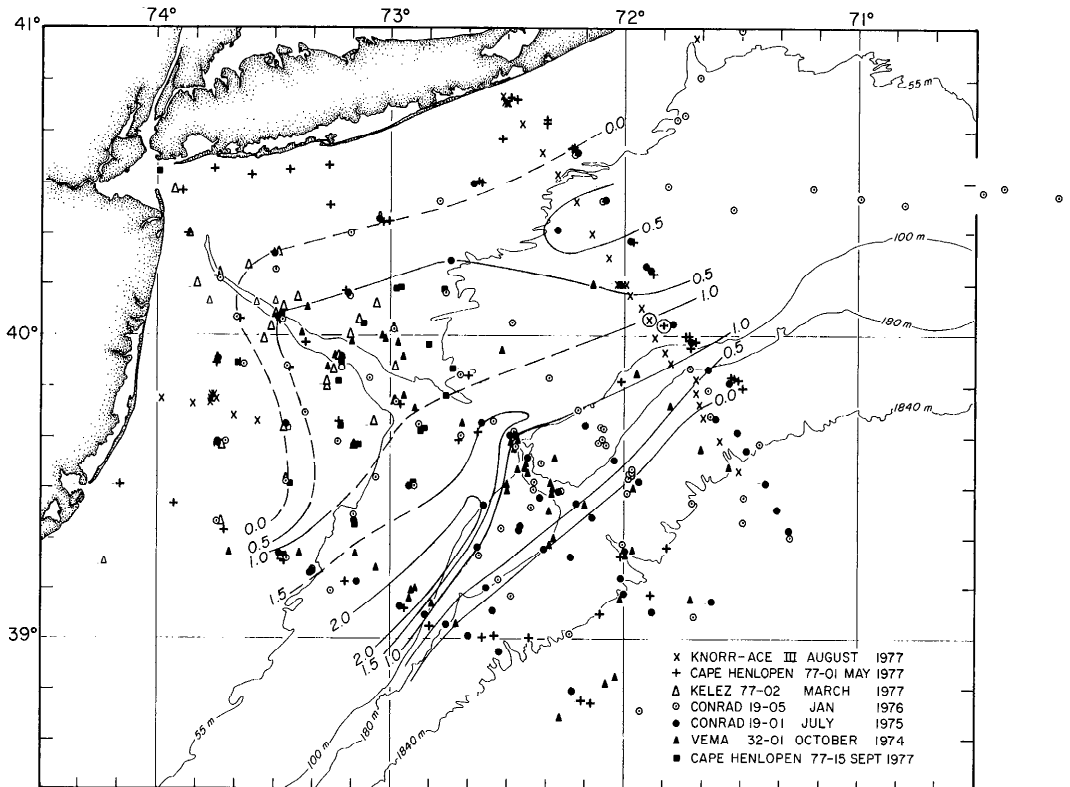 74° 73° 72° 71°
41°
55 m
0.0
0.5
100 m
0.5
1.0
40°
1.0
180 m
0.5
0.0
1840 m
0.0
0.5
1.0
1.5
2.0
39°
2.0
1.5
1.0
x KNORR-ACE III AUGUST 1977
+ CAPE HENLOPEN 77-01 MAY 1977
∆ KELEZ 77-02 MARCH 1977
⊙ CONRAD 19-05 JAN 1976
● CONRAD 19-01 JULY 1975
▲ VEMA 32-01 OCTOBER 1974
■ CAPE HENLOPEN 77-15 SEPT 1977
55 m
100 m
180 m
1840 m